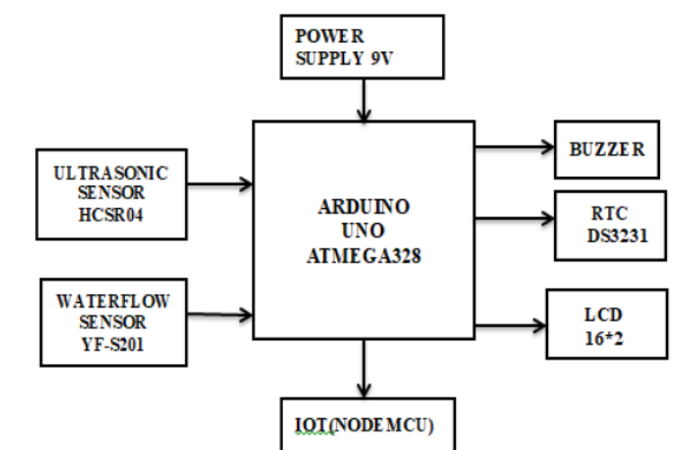 POWER
SUPPLY 9V
ULTRASONIC
SENSOR
HCSR04
ARDUINO
UNO
ATMEGA328
BUZZER
RTC
DS3231
WATERFLOW
SENSOR
YF-S201
LCD
16*2
IOT(NODEMCU)